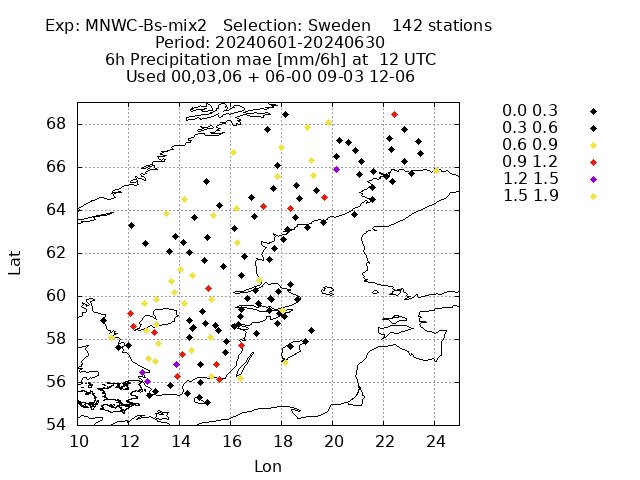 Exp: MNWC-Bs-mix2   Selection: Sweden    142 stations
Period: 20240601-20240630
6h Precipitation mae [mm/6h] at  12 UTC
Used 00,03,06 + 06-00 09-03 12-06
0.0 0.3
0.3 0.6
0.6 0.9
0.9 1.2
1.2 1.5
1.5 1.9
68
66
64
62
60
58
56
54
Lat
10 12 14 16 18 20 22 24
Lon